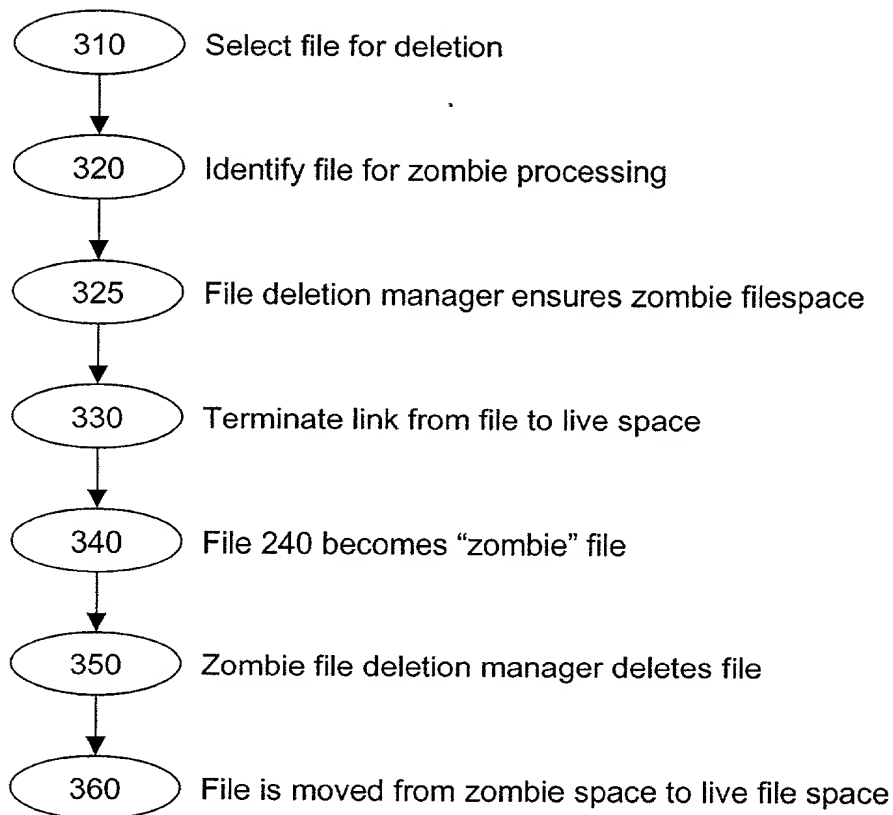 310 Select file for deletion
320 Identify file for zombie processing
325 File deletion manager ensures zombie filespace
330 Terminate link from file to live space
340 File 240 becomes “zombie” file
350 Zombie file deletion manager deletes file
360 File is moved from zombie space to live file space